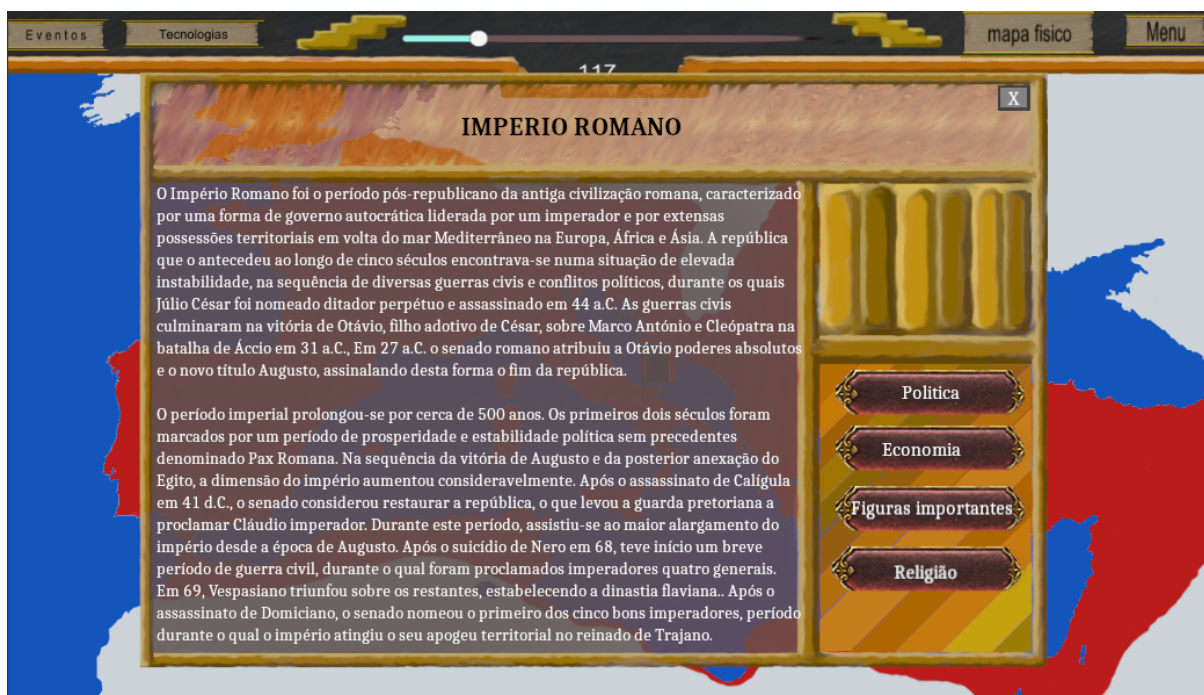 Eventos
Tecnologias
mapa fisico
Menu
117
X
IMPERIO ROMANO
O Império Romano foi o período pós-republicano da antiga civilização romana, caracterizado
por uma forma de governo autocrática liderada por um imperador e por extensas
possessões territoriais em volta do mar Mediterrâneo na Europa, África e Ásia. A república
que o antecedeu ao longo de cinco séculos encontrava-se numa situação de elevada
instabilidade, na sequência de diversas guerras civis e conflitos políticos, durante os quais
Júlio César foi nomeado ditador perpétuo e assassinado em 44 a.C. As guerras civis
culminaram na vitória de Otávio, filho adotivo de César, sobre Marco António e Cleópatra na
batalha de Áccio em 31 a.C., Em 27 a.C. o senado romano atribuiu a Otávio poderes absolutos
e o novo título Augusto, assinalando desta forma o fim da república.
O período imperial prolongou-se por cerca de 500 anos. Os primeiros dois séculos foram
marcados por um período de prosperidade e estabilidade política sem precedentes
denominado Pax Romana. Na sequência da vitória de Augusto e da posterior anexação do
Egito, a dimensão do império aumentou consideravelmente. Após o assassinato de Calígula
em 41 d.C., o senado considerou restaurar a república, o que levou a guarda pretoriana a
proclamar Cláudio imperador. Durante este período, assistiu-se ao maior alargamento do
império desde a época de Augusto. Após o suicídio de Nero em 68, teve início um breve
período de guerra civil, durante o qual foram proclamados imperadores quatro generais.
Em 69, Vespasiano triunfou sobre os restantes, estabelecendo a dinastia flaviana.. Após o
assassinato de Domiciano, o senado nomeou o primeiro dos cinco bons imperadores, período
durante o qual o império atingiu o seu apogeu territorial no reinado de Trajano.
Politica
Economia
Figuras importantes
Religião